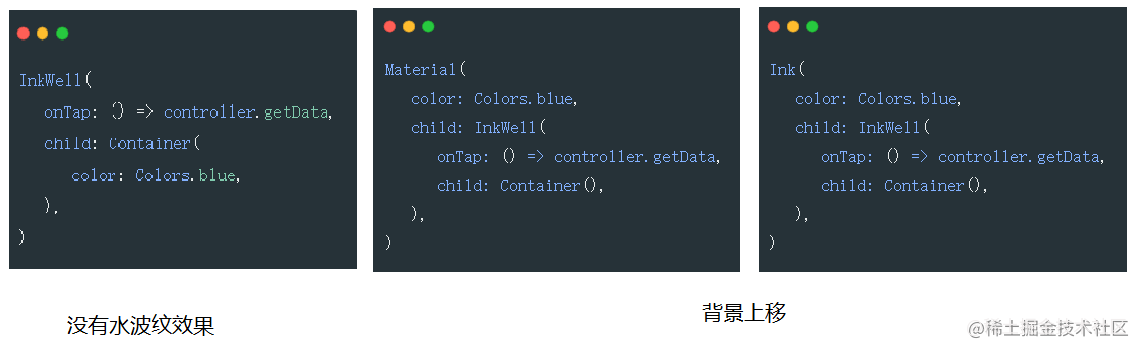 InkWell(
onTap: () => controller.getData,
child: Container(
color: Colors.blue,
),
)
Material(
color: Colors.blue,
child: InkWell(
onTap: () => controller.getData,
child: Container(),
),
)
Ink(
color: Colors.blue,
child: InkWell(
onTap: () => controller.getData,
child: Container(),
),
)
没有水波纹效果
背景上移
@稀土掘金技术社区